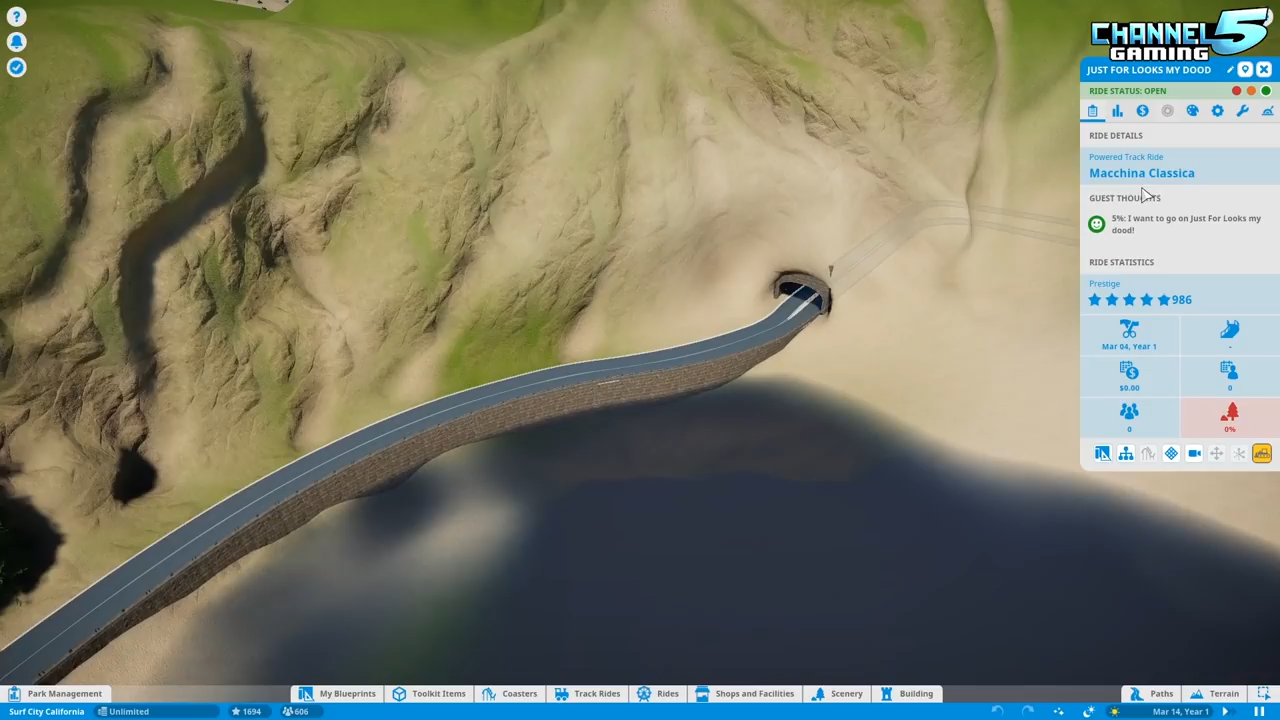 CHANNEL 5
GAMING
JUST FOR LOOKS MY DOOD
RIDE STATUS: OPEN
RIDE DETAILS
Powered Track Ride
Macchina Classica
GUEST THOUGHTS
5%: I want to go on Just For Looks my
dood!
RIDE STATISTICS
Prestige
986
Mar 04, Year 1
-
$0.00
0
0
0%
Park Management
My Blueprints
Toolkit Items
Coasters
Track Rides
Rides
Shops and Facilities
Scenery
Building
Paths
Terrain
Surf City California
Unlimited
1694
606
Mar 14, Year 1